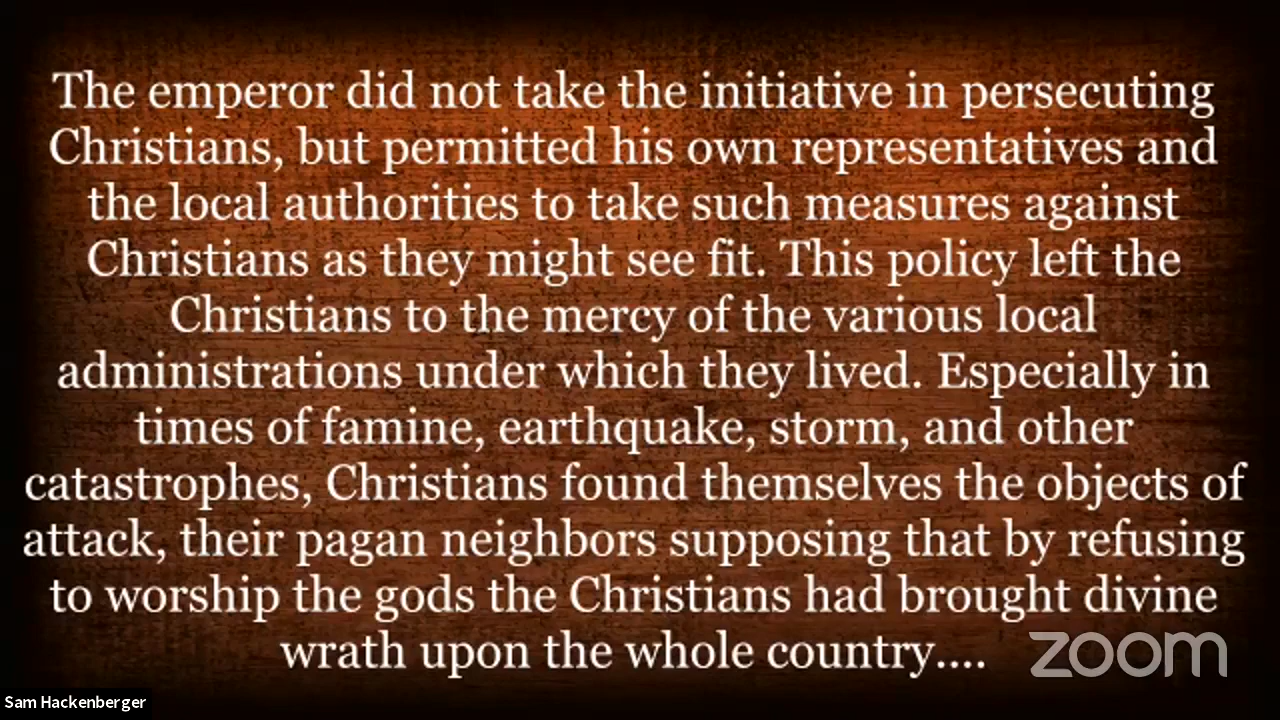 The emperor did not take the initiative in persecuting
Christians, but permitted his own representatives and
the local authorities to take such measures against
Christians as they might see fit. This policy left the
Christians to the mercy of the various local
administrations under which they lived. Especially in
times of famine, earthquake, storm, and other
catastrophes, Christians found themselves the objects of
attack, their pagan neighbors supposing that by refusing
to worship the gods the Christians had brought divine
wrath upon the whole country....
zoom
Sam Hackenberger